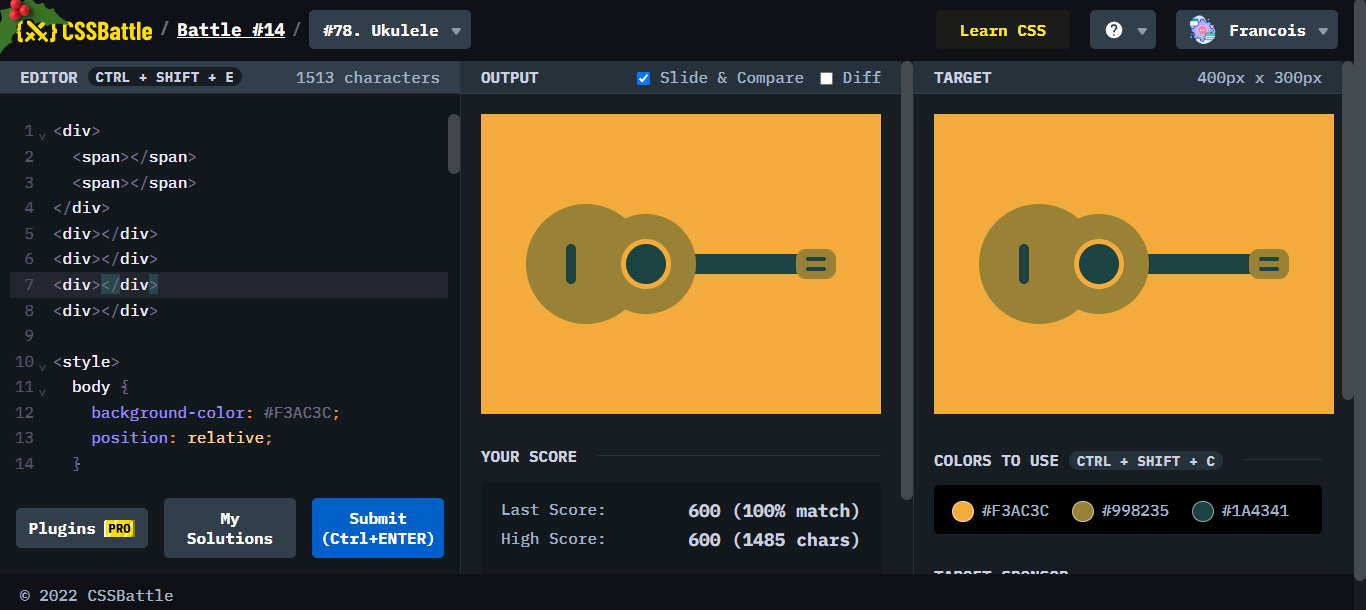 CSSBattle / Battle #14 / #78. Ukulele
Learn CSS
Francois
EDITOR CTRL + SHIFT + E 1513 characters
1 <div>
2 <span></span>
3 <span></span>
4 </div>
5 <div></div>
6 <div></div>
7 <div></div>
8 <div></div>
9
10 <style>
11 body {
12 background-color: #F3AC3C;
13 position: relative;
14 }
Plugins PRO
My Solutions
Submit (Ctrl+ENTER)
OUTPUT Slide & Compare Diff
YOUR SCORE
Last Score: 600 (100% match)
High Score: 600 (1485 chars)
TARGET 400px x 300px
COLORS TO USE CTRL + SHIFT + C
#F3AC3C #998235 #1A4341
TARGET SPONSOR
© 2022 CSSBattle